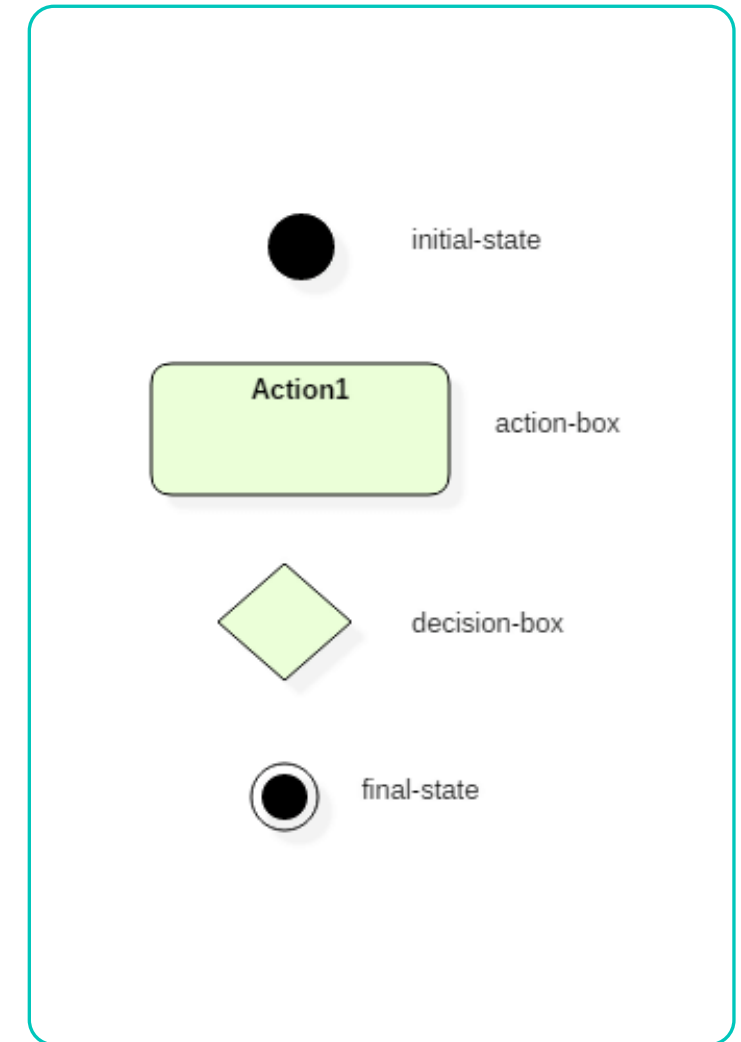 initial-state
Action1
action-box
decision-box
final-state